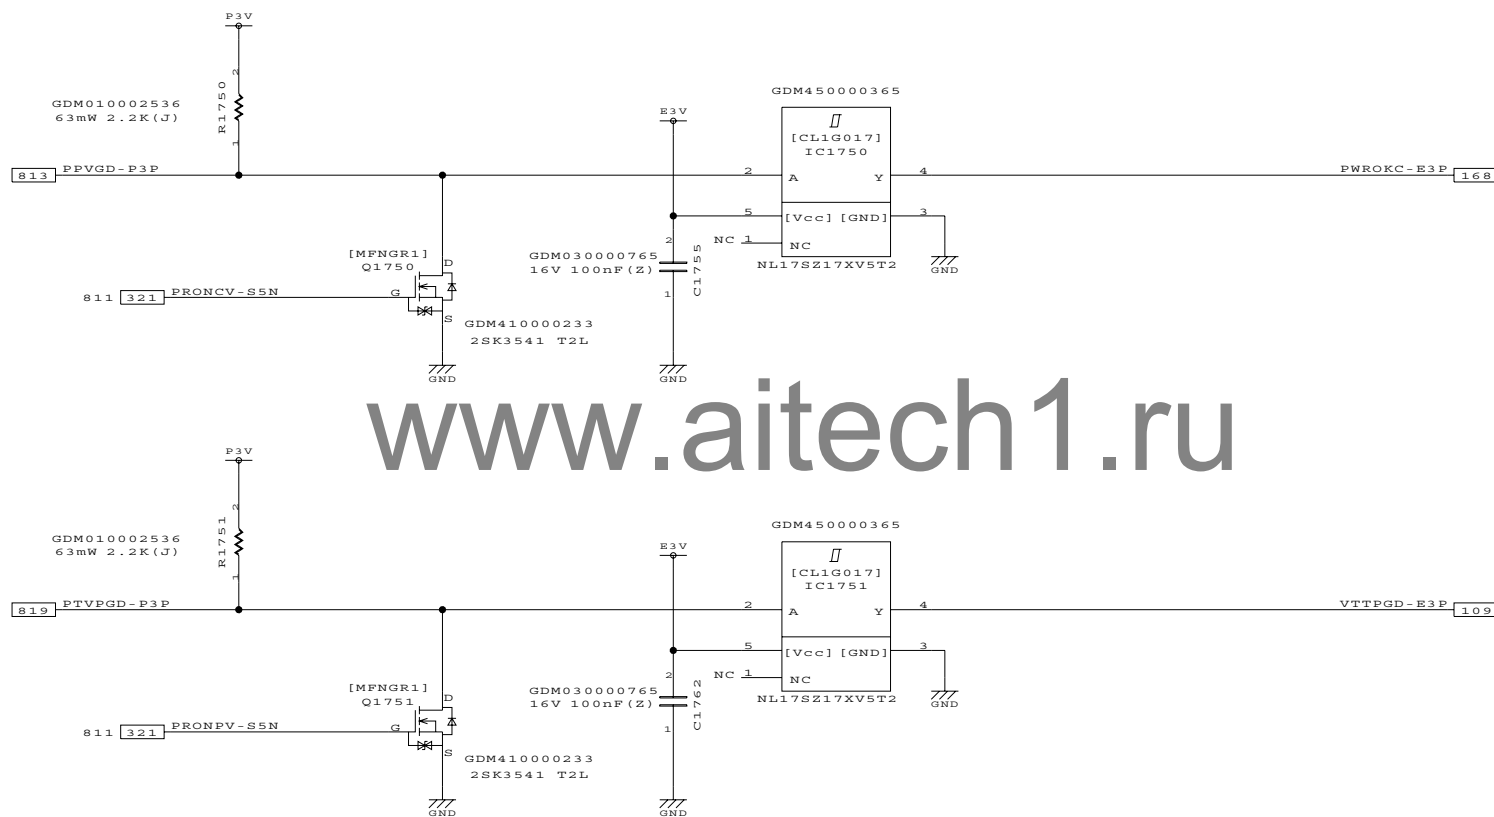 P3V
GDM010002536
63mW 2.2K(J)
R1750
2
1
813
PPVGD-P3P
E3V
GDM450000365
[CL1G017]
IC1750
2
A
Y
4
PWROKC-E3P
168
5
[Vcc]
[GND]
3
NC
1
NC
NL17SZ17XV5T2
GND
GDM030000765
16V 100nF(Z)
2
1
C1755
GND
[MFNGR1]
Q1750
D
G
S
811
321
PRONCV-S5N
GDM410000233
2SK3541 T2L
GND
www.aitech1.ru
P3V
GDM010002536
63mW 2.2K(J)
R1751
2
1
819
PTVPGD-P3P
E3V
GDM450000365
[CL1G017]
IC1751
2
A
Y
4
VTTPGD-E3P
109
5
[Vcc]
[GND]
3
NC
1
NC
NL17SZ17XV5T2
GND
GDM030000765
16V 100nF(Z)
2
1
C1762
GND
[MFNGR1]
Q1751
D
G
S
811
321
PRONPV-S5N
GDM410000233
2SK3541 T2L
GND